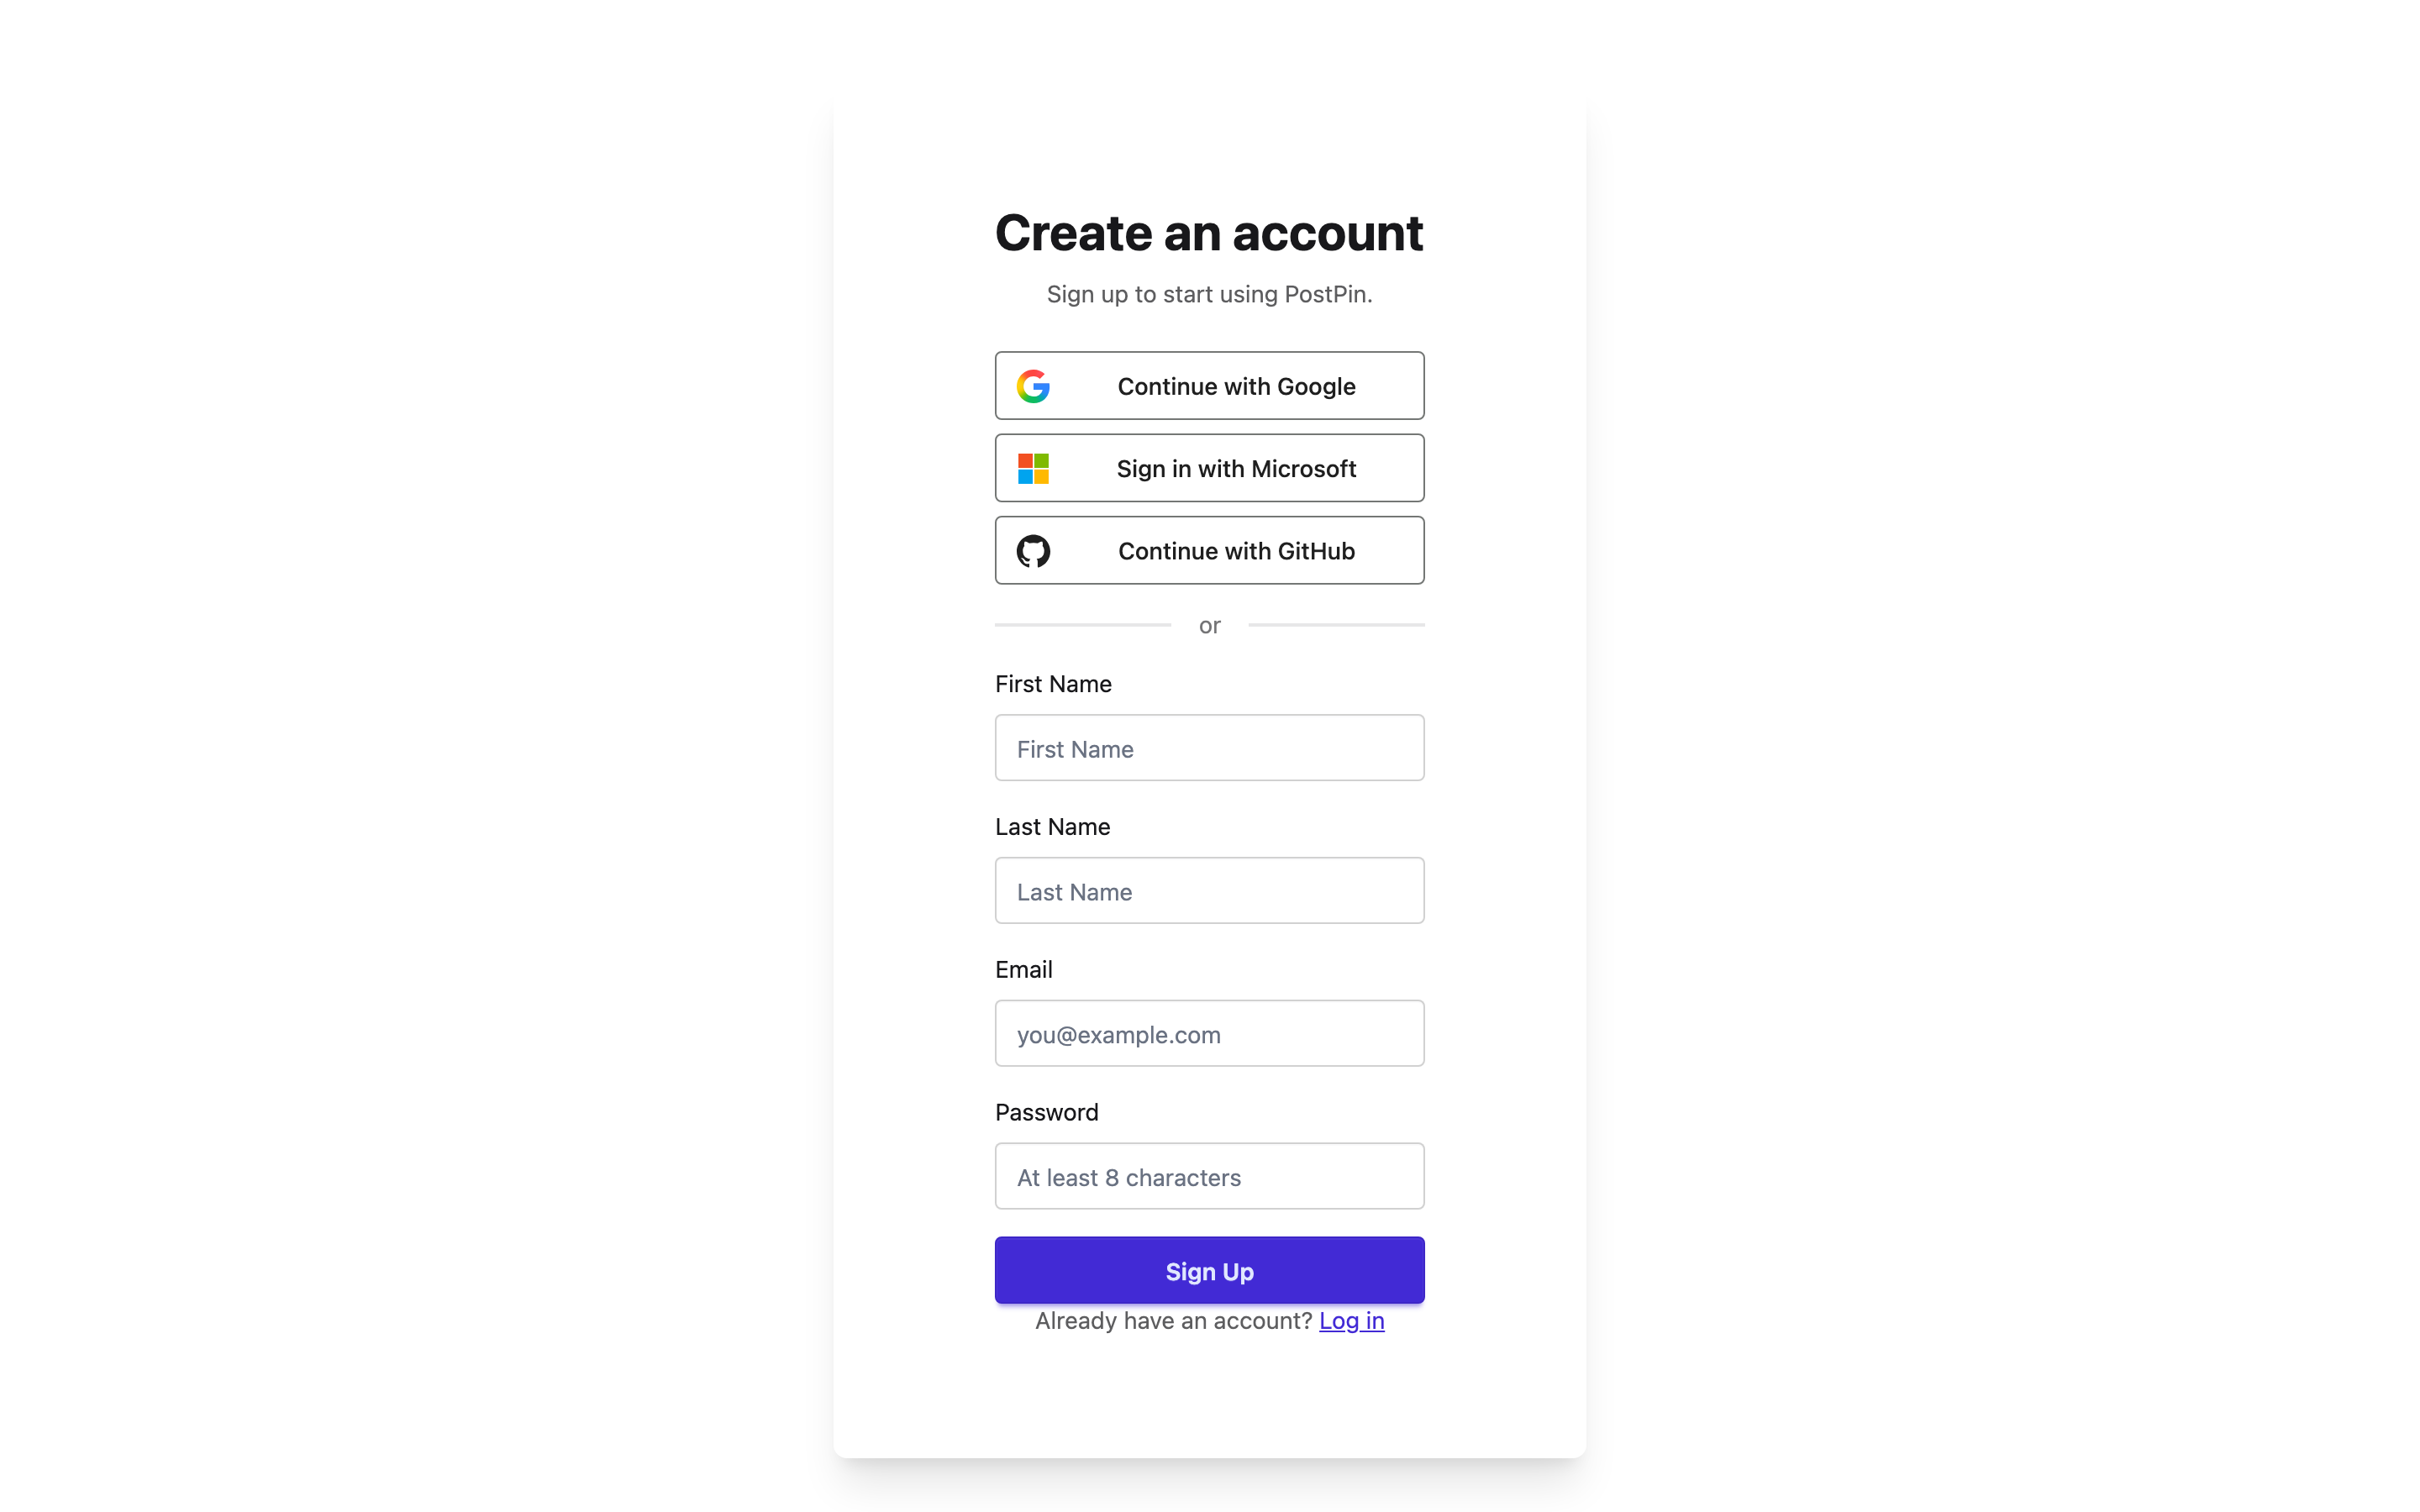 Create an account
Sign up to start using PostPin.
Continue with Google
Sign in with Microsoft
Continue with GitHub
or
First Name
First Name
Last Name
Last Name
Email
you@example.com
Password
At least 8 characters
Sign Up
Already have an account? Log in